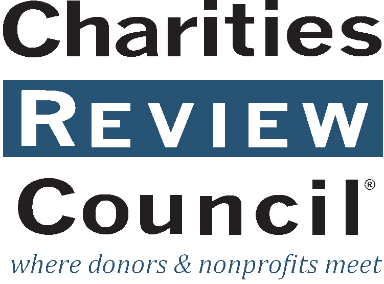 Charities
REVIEW
Council®
where donors & nonprofits meet